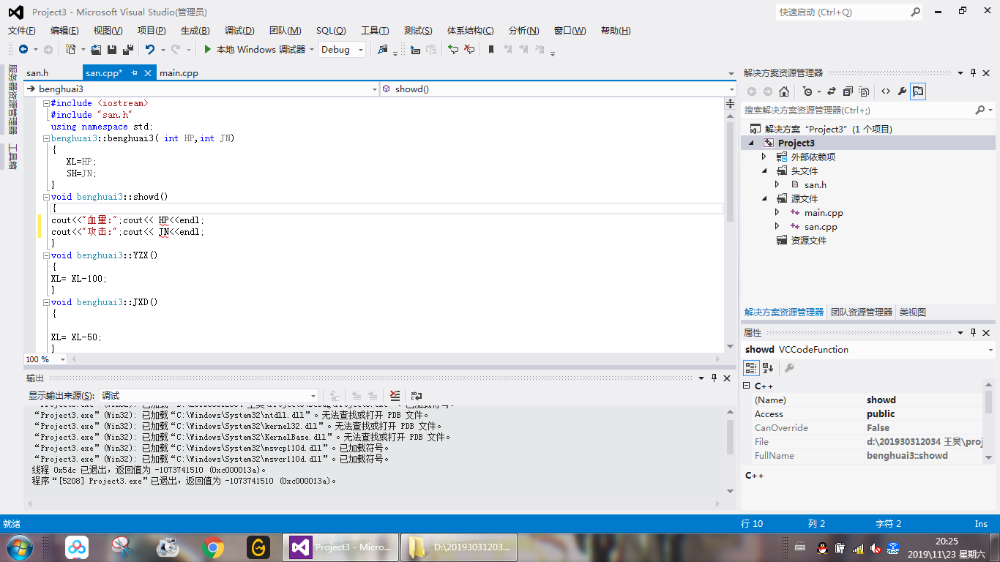 Project3 - Microsoft Visual Studio(管理员)
快速启动 (Ctrl+Q)
文件(F) 编辑(E) 视图(V) 项目(P) 生成(B) 调试(D) 团队(M) SQL(Q) 工具(T) 测试(S) 体系结构(C) 分析(N) 窗口(W) 帮助(H)
本地 Windows 调试器 Debug
服务器资源管理器
工具箱
san.h san.cpp* main.cpp
benghuai3 showd()
#include <iostream>
#include "san.h"
using namespace std;
benghuai3::benghuai3( int HP,int JN)
{
XL=HP;
SH=JN;
}
void benghuai3::showd()
{
cout<<"血量:";cout<< HP<<endl;
cout<<"攻击:";cout<< JN<<endl;
}
void benghuai3::YZX()
{
XL= XL-100;
}
void benghuai3::JXD()
{
XL= XL-50;
}
100 %
输出
显示输出来源(S): 调试
“Project3.exe”(Win32): 已加载“C:\Windows\System32\ntdll.dll”。无法查找或打开 PDB 文件。
“Project3.exe”(Win32): 已加载“C:\Windows\System32\kernel32.dll”。无法查找或打开 PDB 文件。
“Project3.exe”(Win32): 已加载“C:\Windows\System32\KernelBase.dll”。无法查找或打开 PDB 文件。
“Project3.exe”(Win32): 已加载“C:\Windows\System32\msvcp110d.dll”。已加载符号。
“Project3.exe”(Win32): 已加载“C:\Windows\System32\msvcr110d.dll”。已加载符号。
线程 0x5dc 已退出，返回值为 -1073741510 (0xc000013a)。
程序“[5208] Project3.exe”已退出，返回值为 -1073741510 (0xc000013a)。
解决方案资源管理器
搜索解决方案资源管理器(Ctrl+;)
解决方案“Project3”(1 个项目)
Project3
外部依赖项
头文件
san.h
源文件
main.cpp
san.cpp
资源文件
解决方案资源管理器 团队资源管理器 类视图
属性
showd VCCodeFunction
C++
(Name) showd
Access public
CanOverride False
File d:\201930312034 王昊\proj
FullName benghuai3::showd
C++
就绪 行 10 列 2 字符 2 Ins
Project3 - Micro... D:\20193031203...
20:25
2019\11\23 星期六